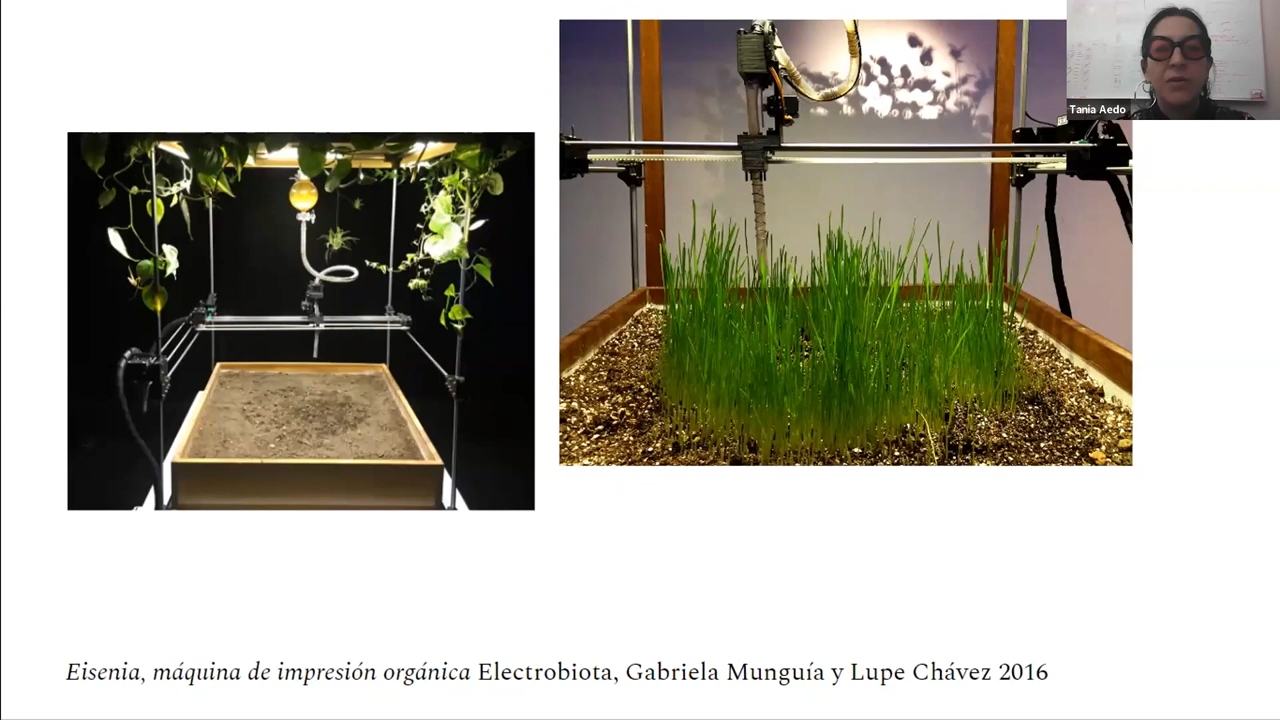 Tania Aedo
Eisenia, máquina de impresión orgánica Electrobiota, Gabriela Munguía y Lupe Chávez 2016